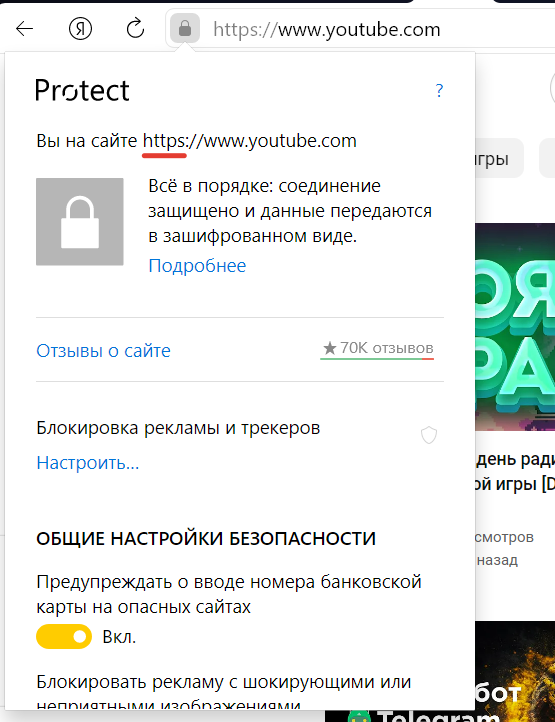 https://www.youtube.com
Protect
?
Вы на сайте https://www.youtube.com
Всё в порядке: соединение
защищено и данные передаются
в зашифрованном виде.
Подробнее
Отзывы о сайте
70K отзывов
Блокировка рекламы и трекеров
Настроить...
ОБЩИЕ НАСТРОЙКИ БЕЗОПАСНОСТИ
Предупреждать о вводе номера банковской
карты на опасных сайтах
Вкл.
Блокировать рекламу с шокирующими или
неприятными изображениями
игры
день ради
ой игры [D
смотров
назад
бот
Telegram